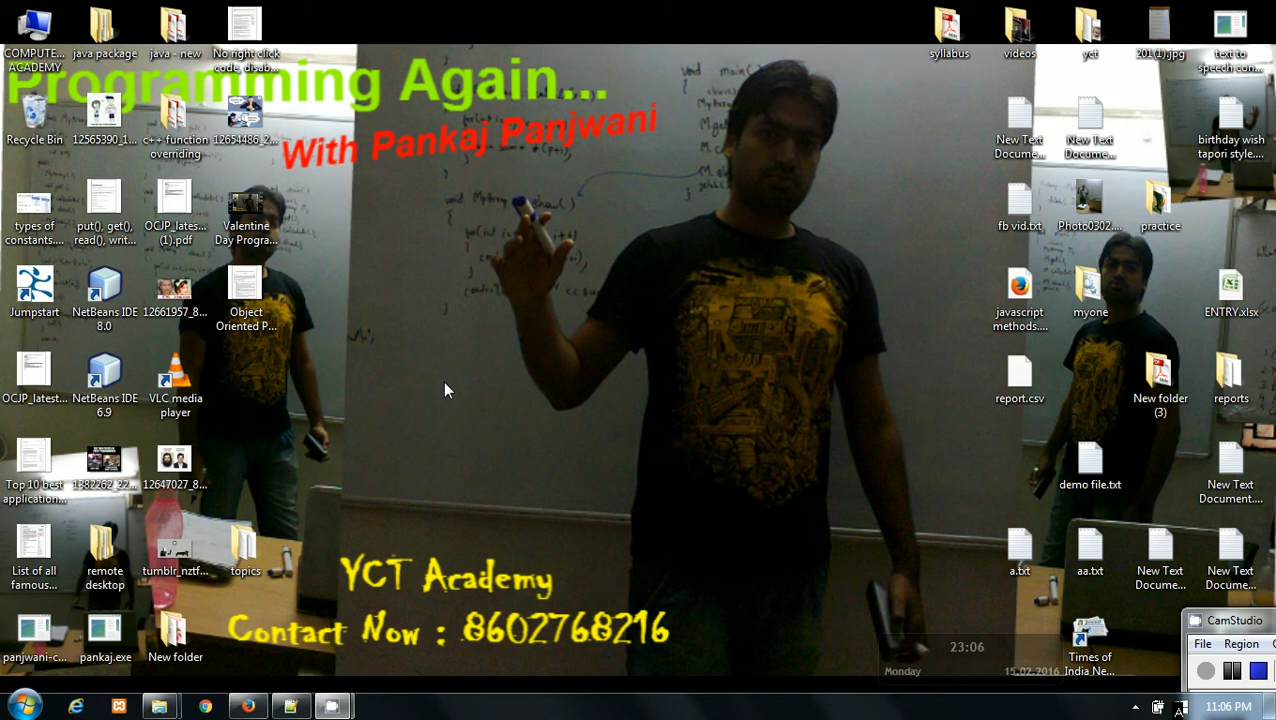 COMPUTE... ACADEMY
java package
java - new
No right click code, disab...
syllabus
videos
yct
201(1).jpg
text to speech con...
Programming Again...
With Pankaj Panjwani
Recycle Bin
12565390_1...
c++ function overriding
12654486_2...
New Text Docume...
New Text Docume...
birthday wish tapori style....
types of constants....
put(), get(), read(), writ...
OCJP_lates... (1).pdf
Valentine Day Progra...
fb vid.txt
Photo0302....
practice
Jumpstart
NetBeans IDE 8.0
12661957_8...
Object Oriented P...
javascript methods....
myone
ENTRY.xlsx
OCJP_latest...
NetBeans IDE 6.9
VLC media player
report.csv
New folder (3)
reports
Top 10 best application...
1382262_22...
12647027_8...
demo file.txt
New Text Document....
List of all famous...
remote desktop
tumblr_nztf...
topics
a.txt
aa.txt
New Text Docume...
New Text Docume...
YCT Academy
Contact Now : 8602768216
panjwani-c...
pankaj.exe
New folder
Times of India Ne...
CamStudio
File Region
23:06
Monday 15.02.2016
11:06 PM